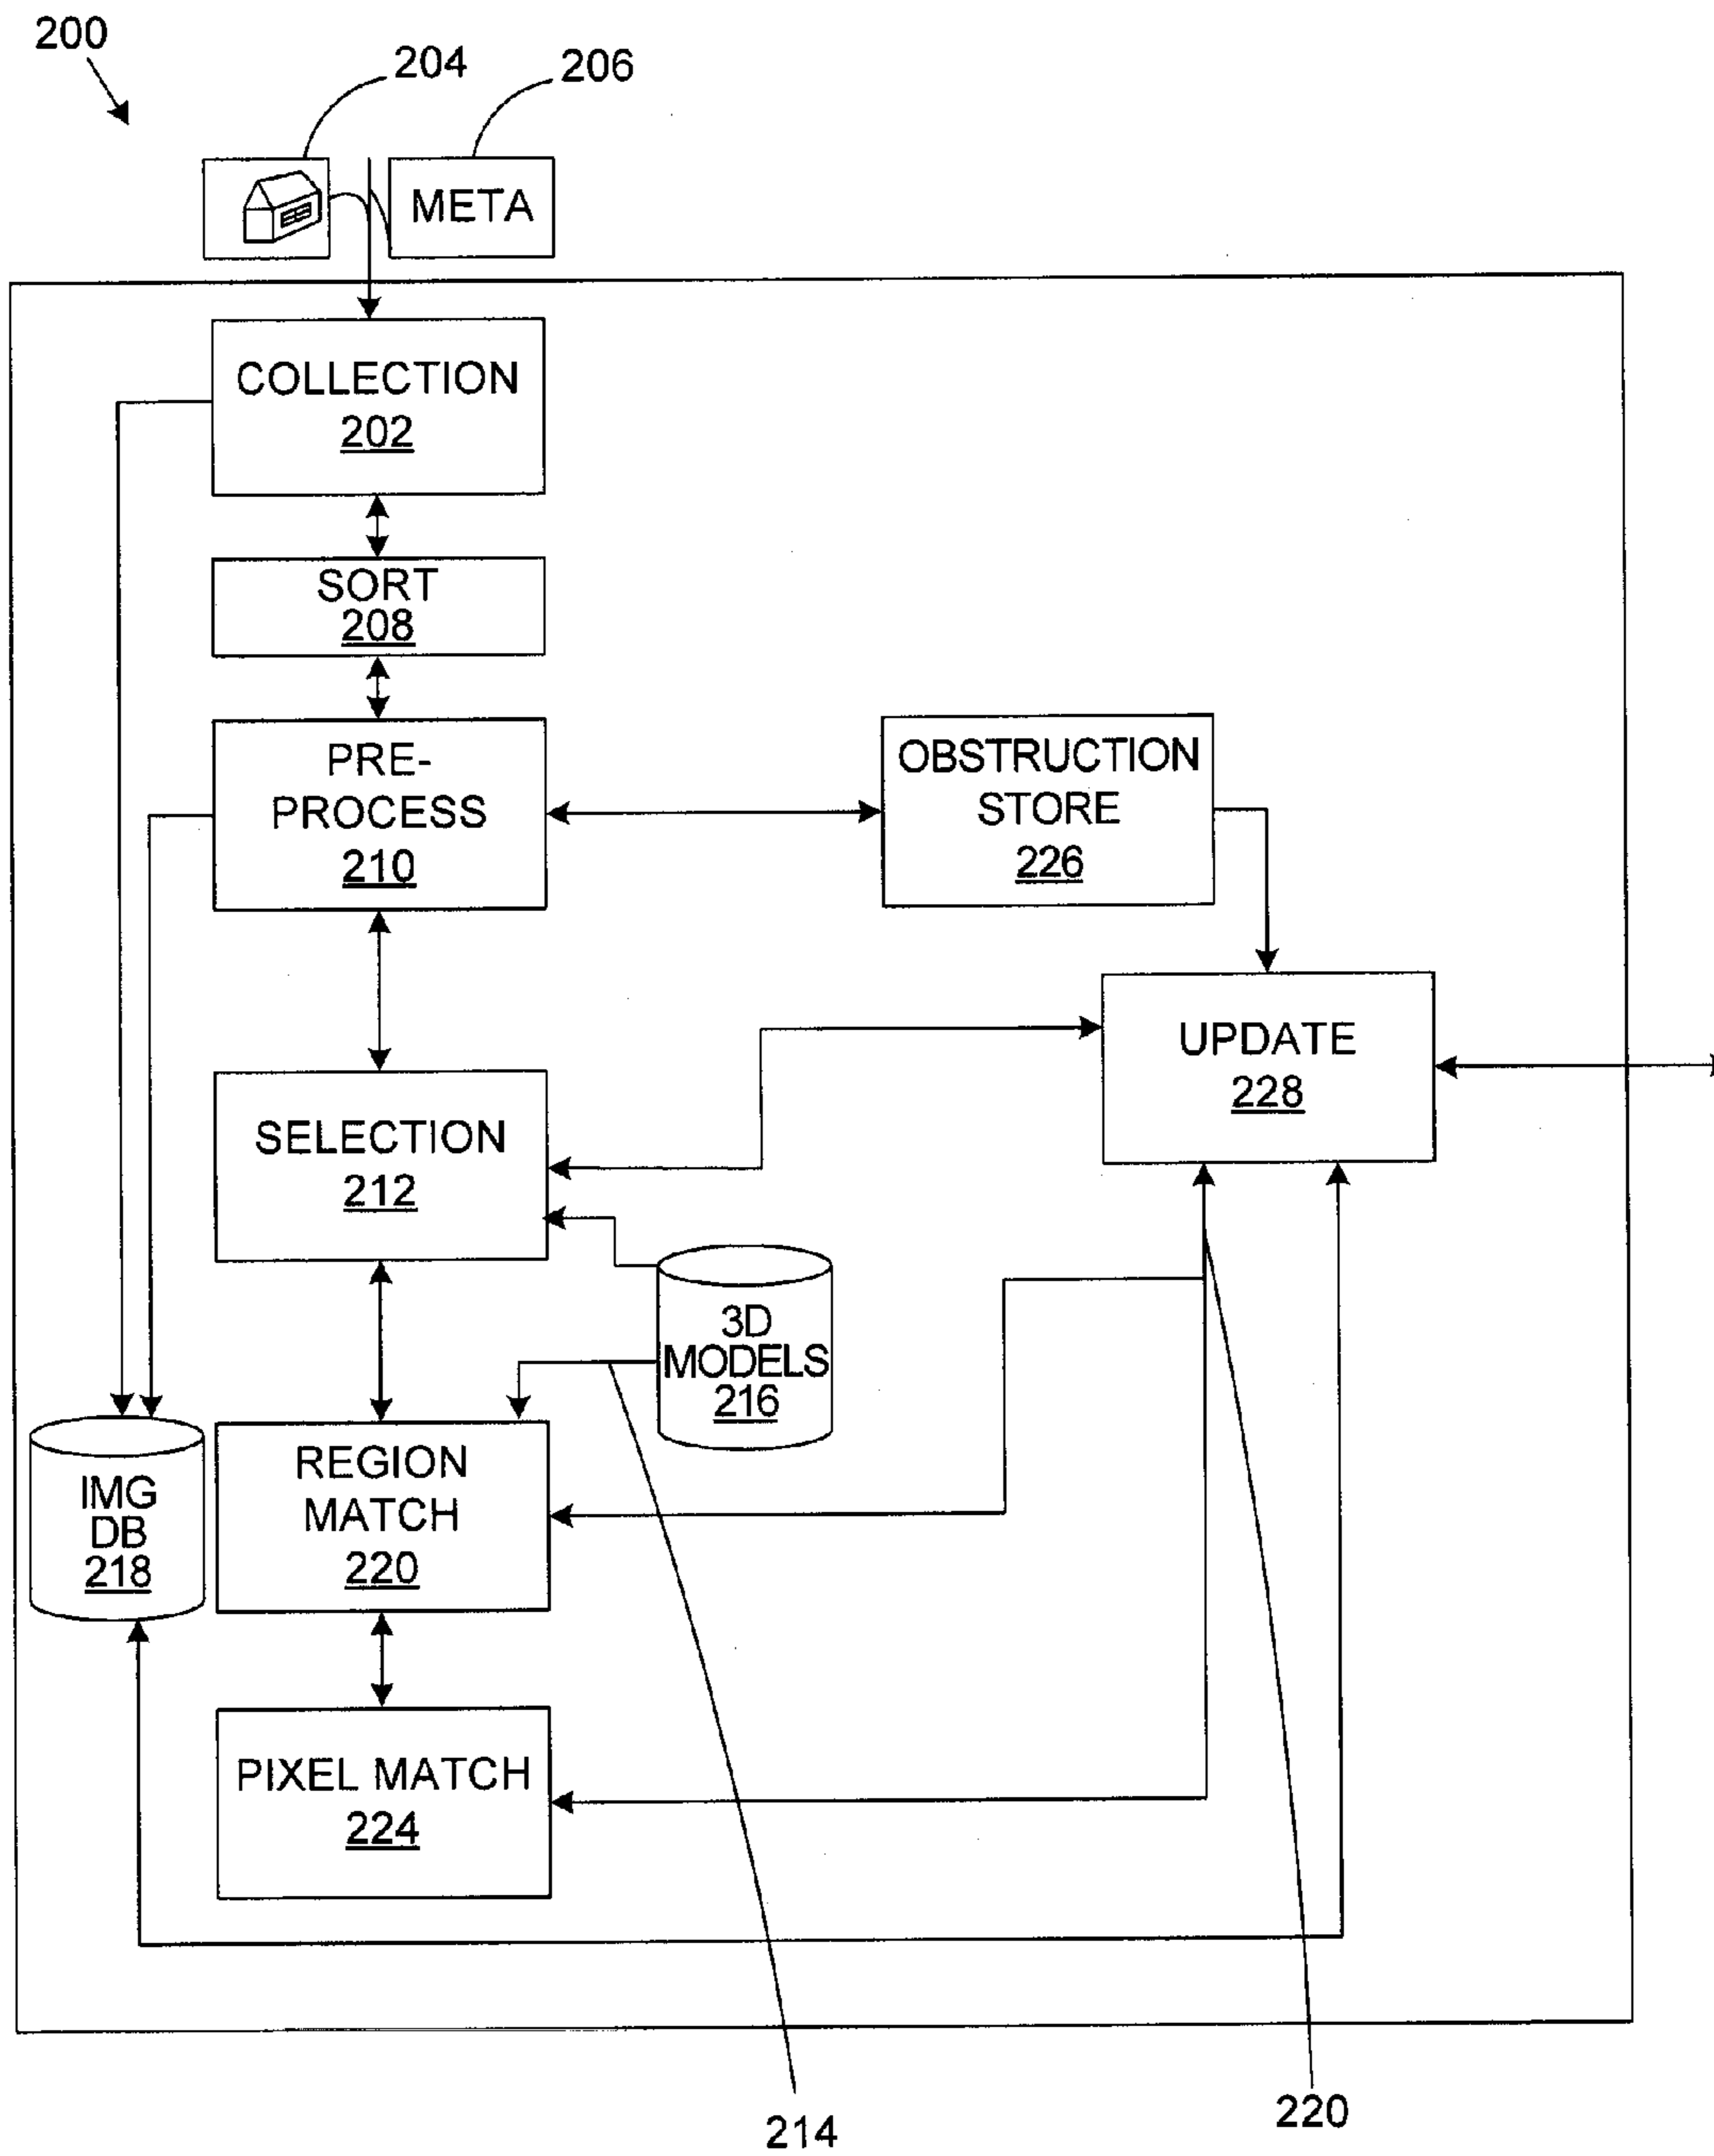 200
204
206
META
COLLECTION
202
SORT
208
PRE-
PROCESS
210
OBSTRUCTION
STORE
226
UPDATE
228
SELECTION
212
3D
MODELS
216
REGION
MATCH
220
IMG
DB
218
PIXEL MATCH
224
214
220